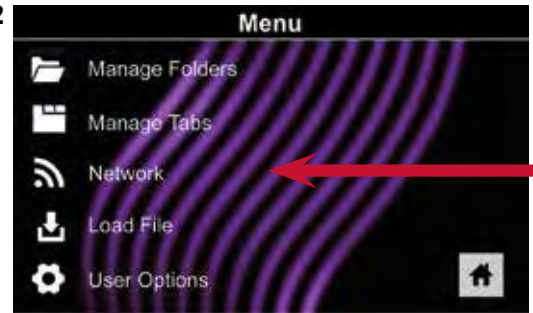 2
Menu
Manage Folders
Manage Tabs
Network
Load File
User Options